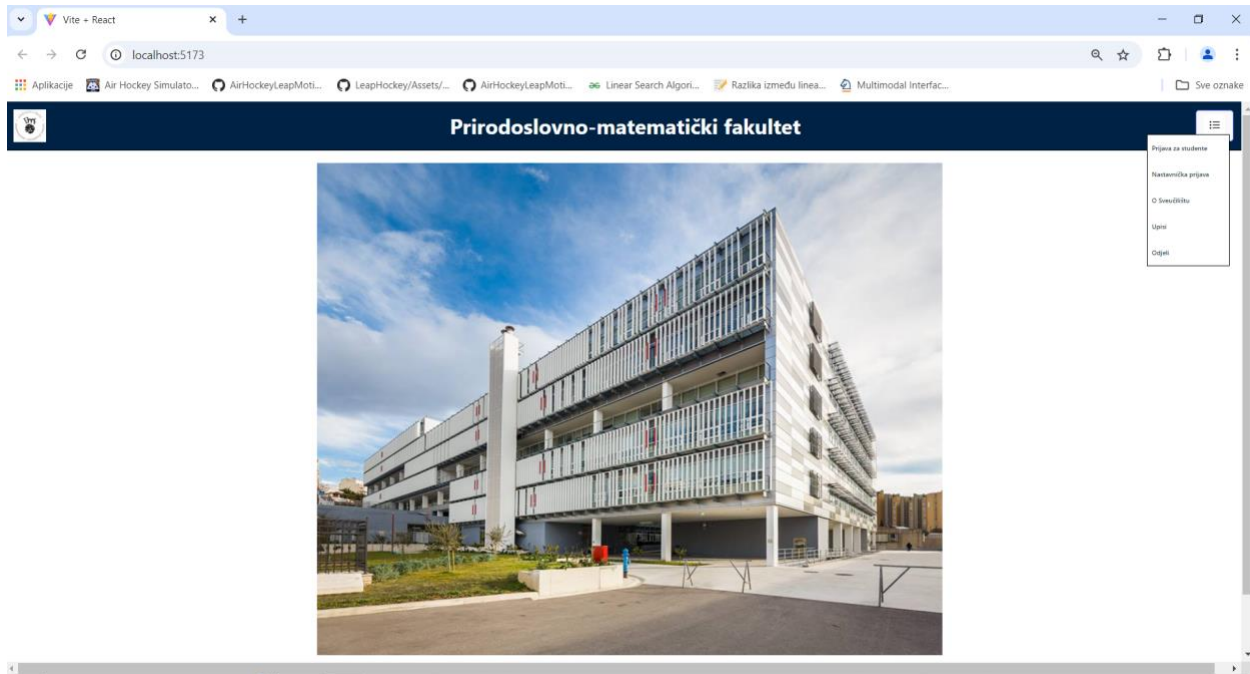 Vite + React
localhost:5173
Aplikacije Air Hockey Simulato... AirHockeyLeapMoti... LeapHockey/Assets/... AirHockeyLeapMoti... Linear Search Algori... Razlika između linea... Multimodal Interfac... Sve oznake
Prirodoslovno-matematički fakultet
Prijava za studente
Nastavnička prijava
O Sveučilištu
Upisi
Odjeli